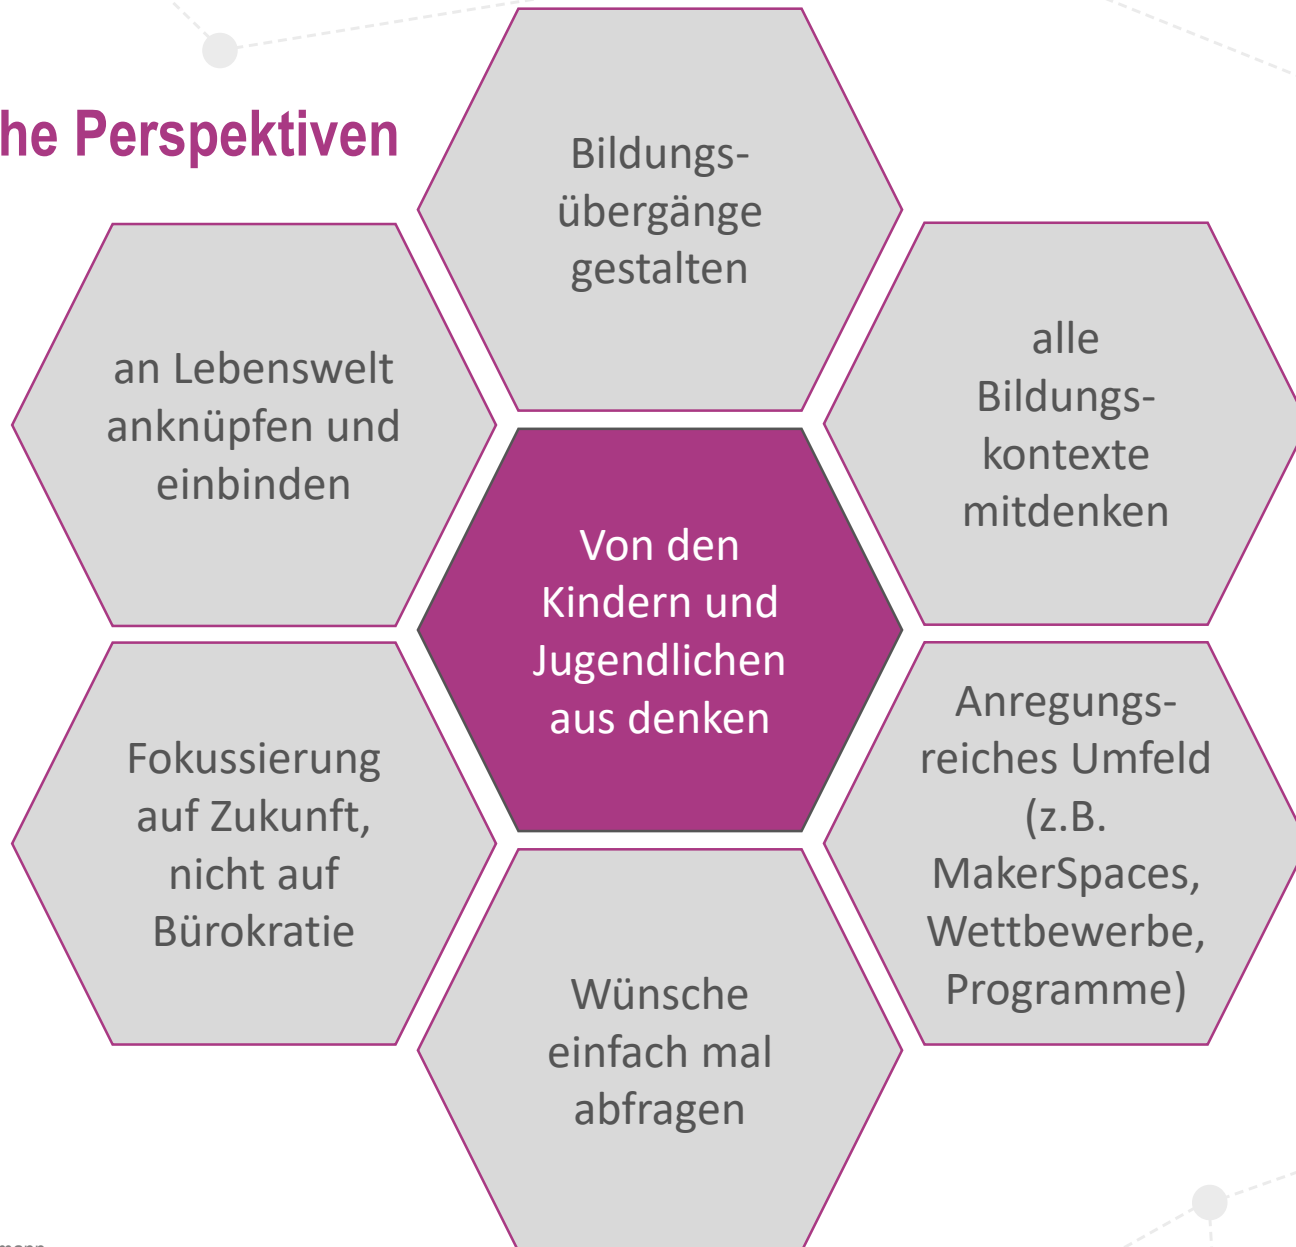 he Perspektiven
Bildungs-
übergänge
gestalten
an Lebenswelt
anknüpfen und
einbinden
alle
Bildungs-
kontexte
mitdenken
Von den
Kindern und
Jugendlichen
aus denken
Fokussierung
auf Zukunft,
nicht auf
Bürokratie
Anregungs-
reiches Umfeld
(z.B.
MakerSpaces,
Wettbewerbe,
Programme)
Wünsche
einfach mal
abfragen